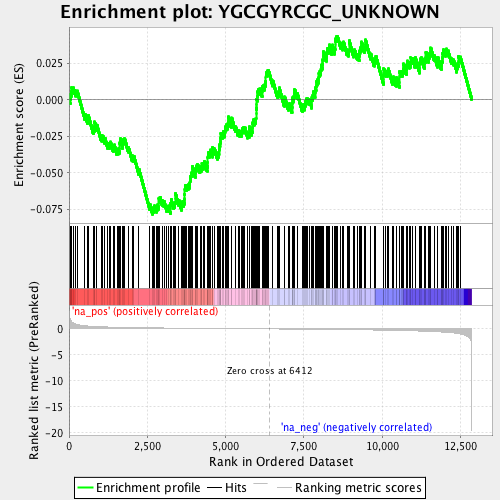 Enrichment plot: YGCGYRCGC_UNKNOWN
Enrichment score (ES)
0.025
0.000
-0.025
-0.050
-0.075
'na_pos' (positively correlated)
Ranked list metric (PreRanked)
0
-5
-10
-15
-20
Zero cross at 6412
'na_neg' (negatively correlated)
0
2,500
5,000
7,500
10,000
12,500
Rank in Ordered Dataset
Enrichment profile
Hits
Ranking metric scores